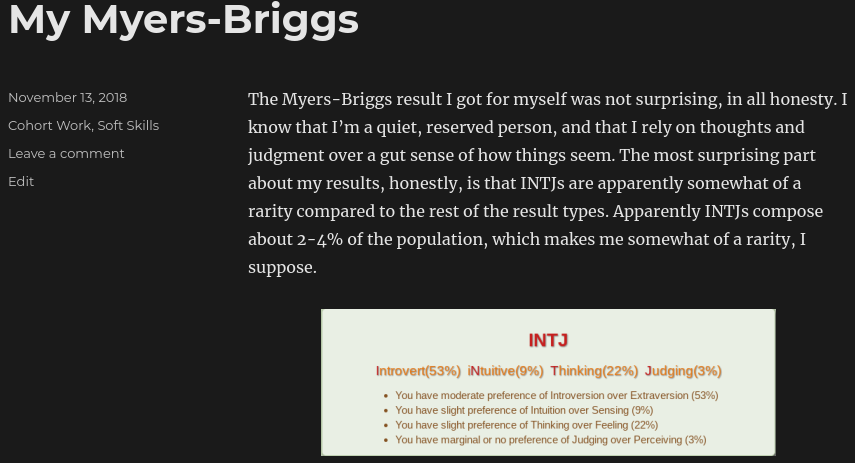 My Myers-Briggs
November 13, 2018
Cohort Work, Soft Skills
Leave a comment
Edit
The Myers-Briggs result I got for myself was not surprising, in all honesty. I
know that I’m a quiet, reserved person, and that I rely on thoughts and
judgment over a gut sense of how things seem. The most surprising part
about my results, honestly, is that INTJs are apparently somewhat of a
rarity compared to the rest of the result types. Apparently INTJs compose
about 2-4% of the population, which makes me somewhat of a rarity, I
suppose.
INTJ
Introvert(53%) iNtuitive(9%) Thinking(22%) Judging(3%)
• You have moderate preference of Introversion over Extraversion (53%)
• You have slight preference of Intuition over Sensing (9%)
• You have slight preference of Thinking over Feeling (22%)
• You have marginal or no preference of Judging over Perceiving (3%)